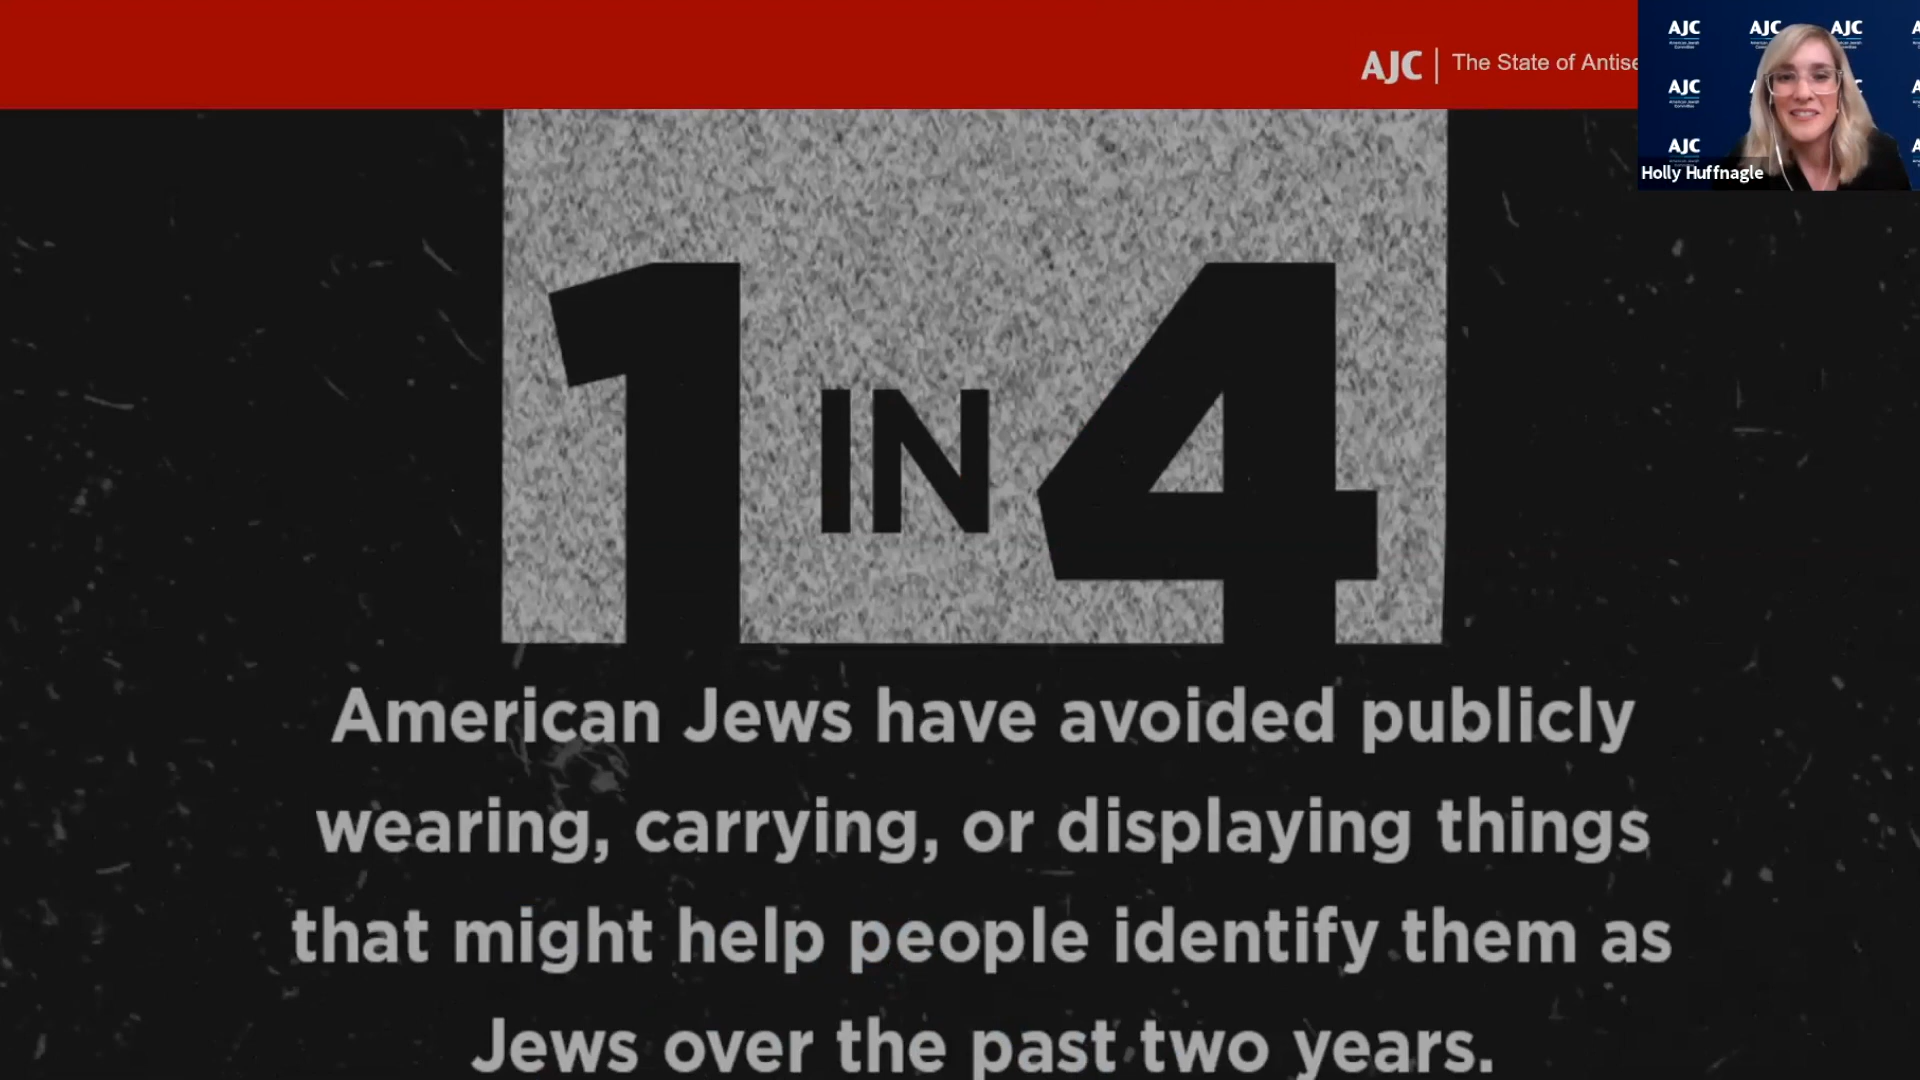 AJC | The State of Antise
AJC AJC AJC
AJC
AJC
Holly Huffnagle
1 IN 4
American Jews have avoided publicly
wearing, carrying, or displaying things
that might help people identify them as
Jews over the past two years.